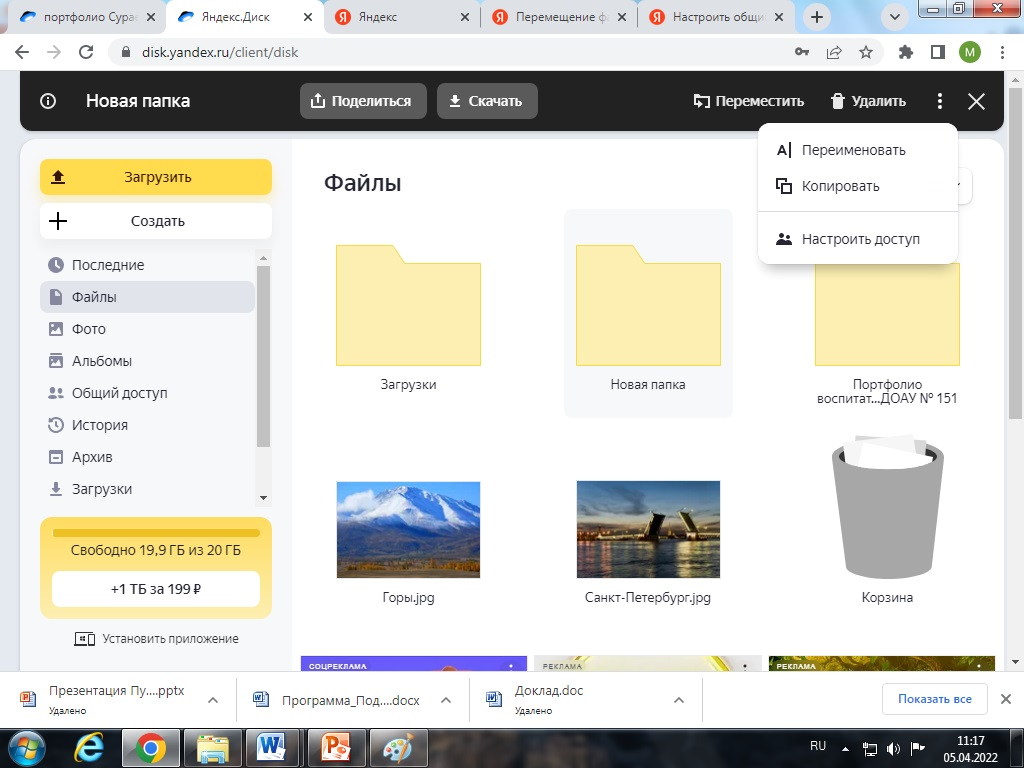 портфолио Сурае
Яндекс.Диск
Яндекс
Перемещение ф
Настроить общи
disk.yandex.ru/client/disk
M
Новая папка
Поделиться
Скачать
Переместить
Удалить
Переименовать
Копировать
Настроить доступ
Загрузить
Создать
Последние
Файлы
Фото
Альбомы
Общий доступ
История
Архив
Загрузки
Свободно 19,9 ГБ из 20 ГБ
+1 ТБ за 199 ₽
Установить приложение
Файлы
Загрузки
Новая папка
Портфолио
воспитат...ДОАУ № 151
Горы.jpg
Санкт-Петербург.jpg
Корзина
СОЦРЕКЛАМА
РЕКЛАМА
РЕКЛАМА
Презентация Пу....pptx
Удалено
Программа_Под....docx
Доклад.doc
Удалено
Показать все
RU
11:17
05.04.2022